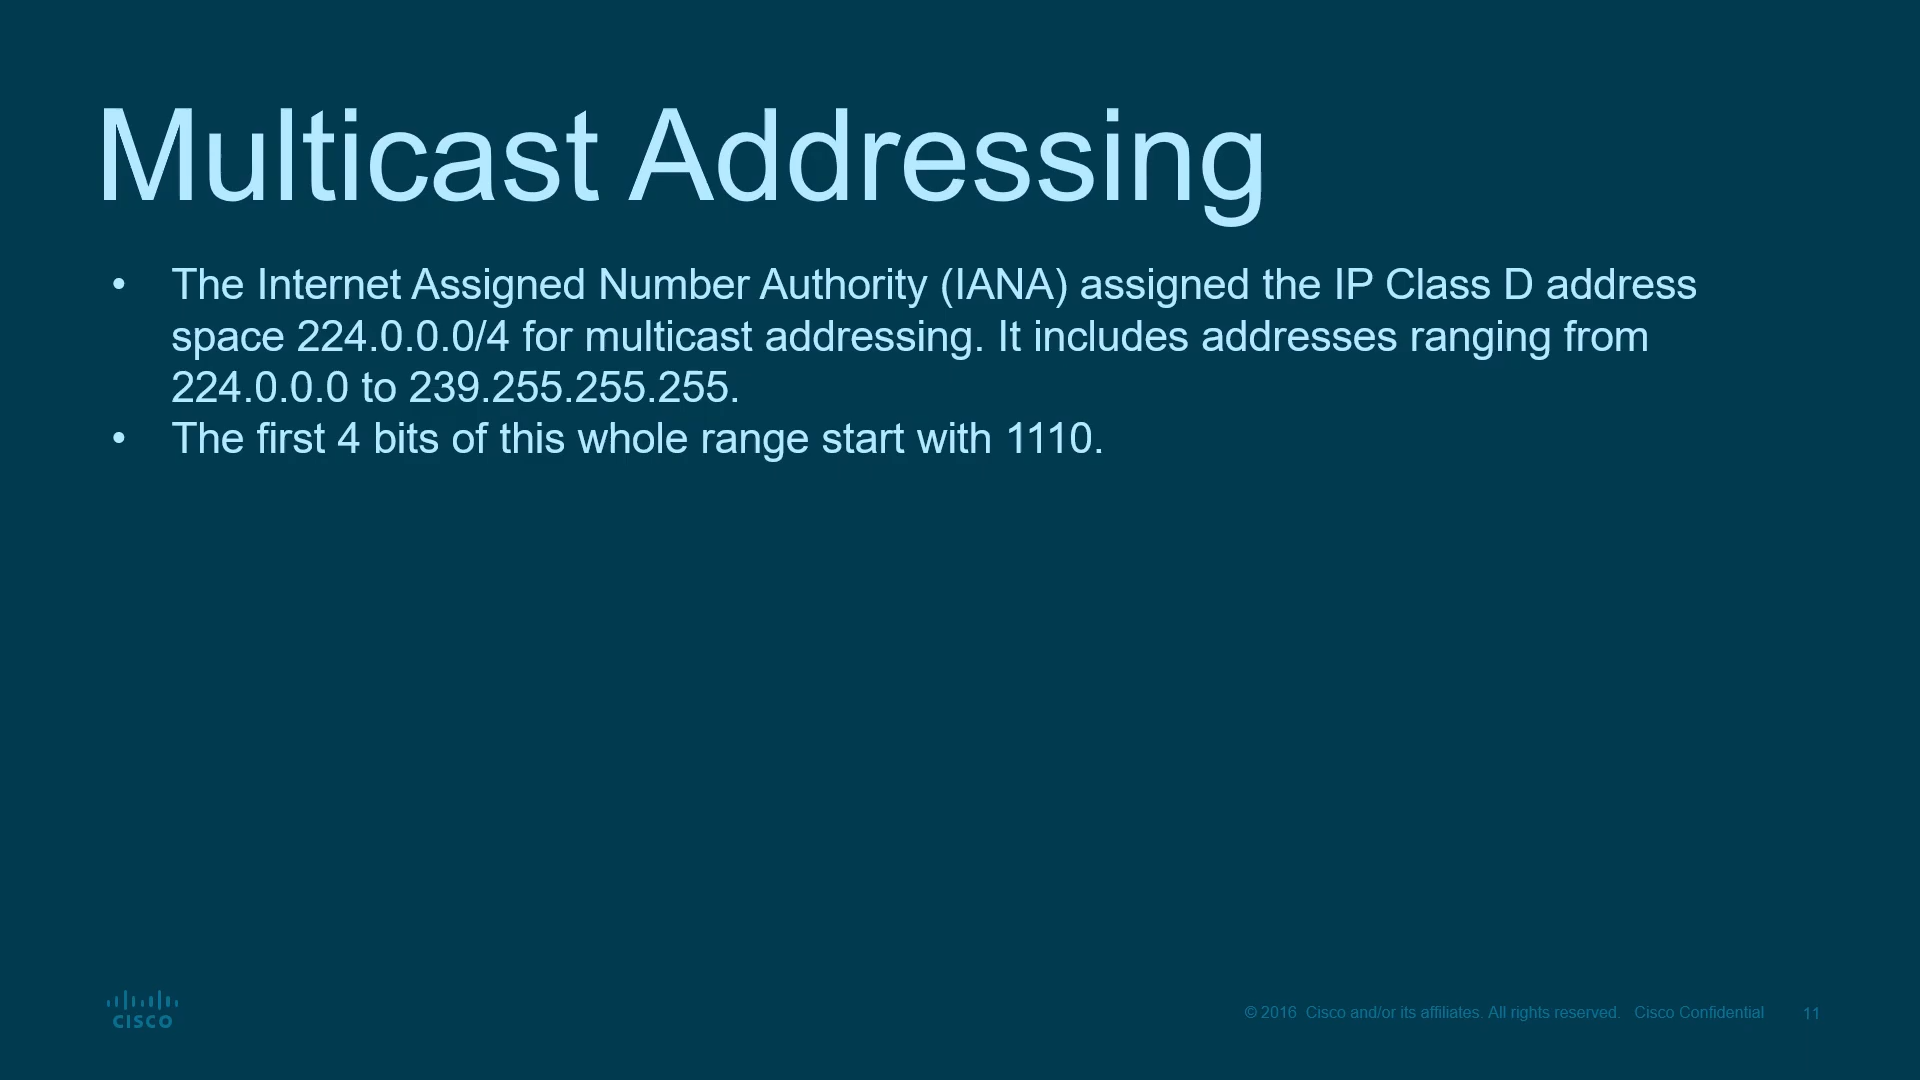 Multicast Addressing
• The Internet Assigned Number Authority (IANA) assigned the IP Class D address
space 224.0.0.0/4 for multicast addressing. It includes addresses ranging from
224.0.0.0 to 239.255.255.255.
• The first 4 bits of this whole range start with 1110.
CISCO
© 2016 Cisco and/or its affiliates. All rights reserved. Cisco Confidential 11